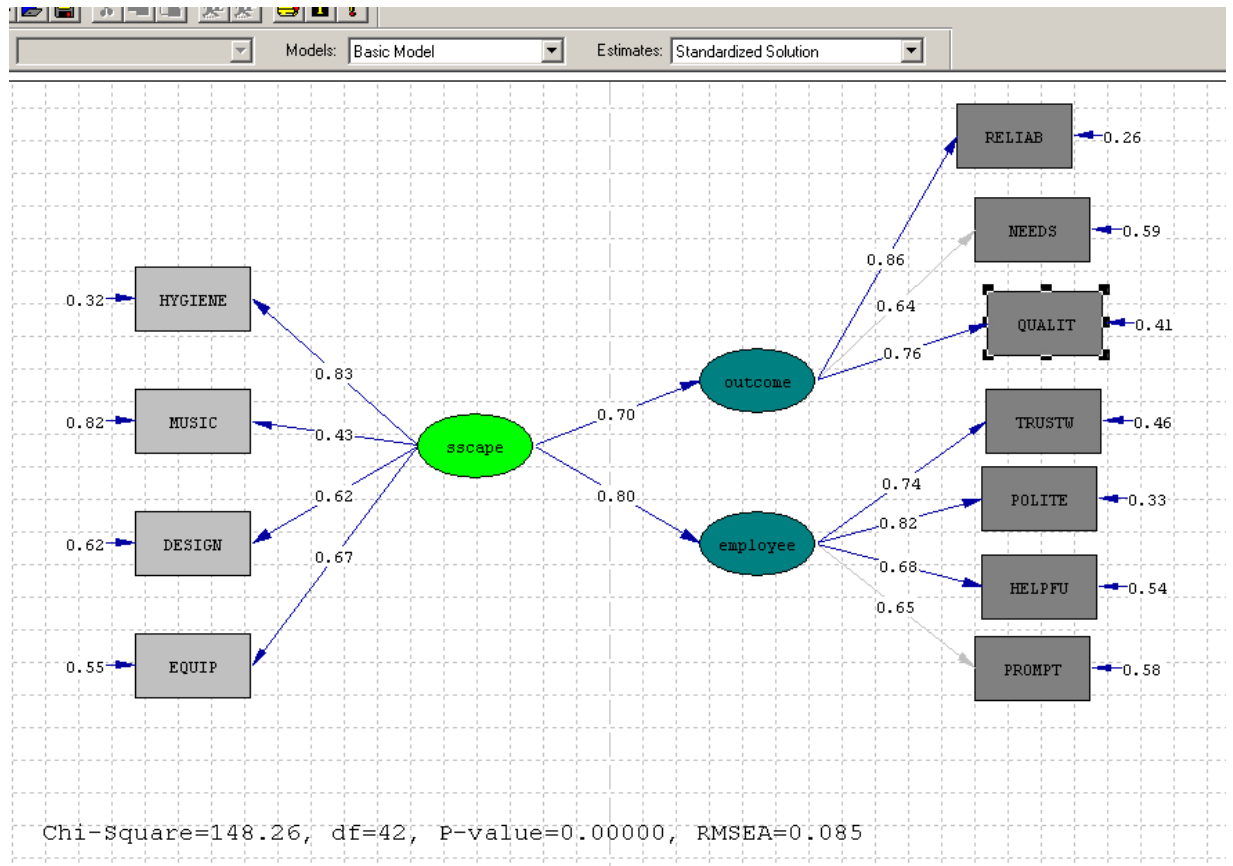 Models: Basic Model Estimates: Standardized Solution
RELIAB 0.26
NEEDS 0.59
0.86
HYGIENE 0.32
0.64
QUALIT 0.41
0.76
0.83
outcome
MUSIC 0.82
0.43
0.70
TRUSTW 0.46
sscape
0.74
0.62
0.80
POLITE 0.33
0.82
DESIGN 0.62
employee
0.67
0.68
HELPFU 0.54
0.65
EQUIP 0.55
PROMPT 0.58
Chi-Square=148.26, df=42, P-value=0.00000, RMSEA=0.085